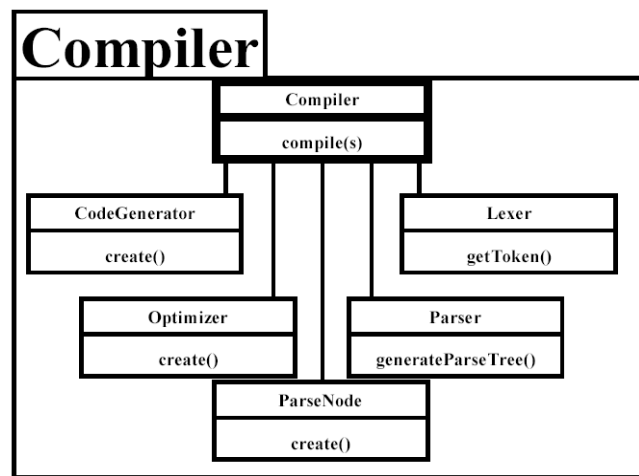 Compiler
Compiler
compile(s)
CodeGenerator
create()
Lexer
getToken()
Optimizer
create()
Parser
generateParseTree()
ParseNode
create()